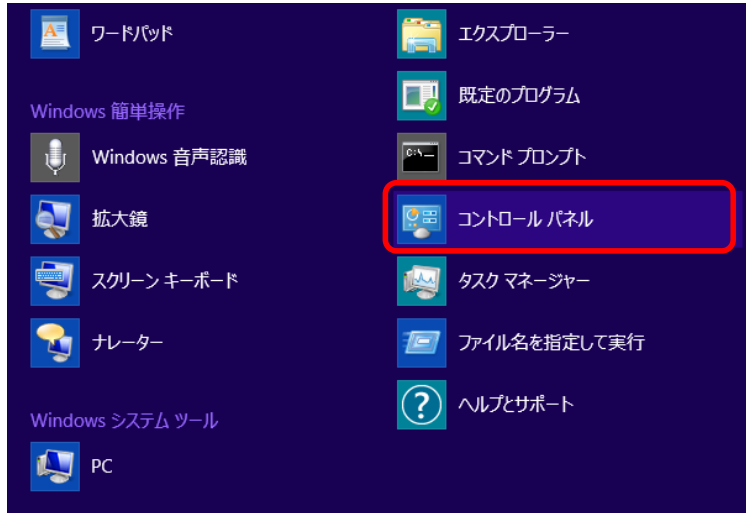 ワードパッド
Windows 簡単操作
Windows 音声認識
拡大鏡
スクリーン キーボード
ナレーター
Windows システム ツール
PC
エクスプローラー
既定のプログラム
C:\_
コマンド プロンプト
コントロール パネル
タスク マネージャー
ファイル名を指定して実行
?
ヘルプとサポート